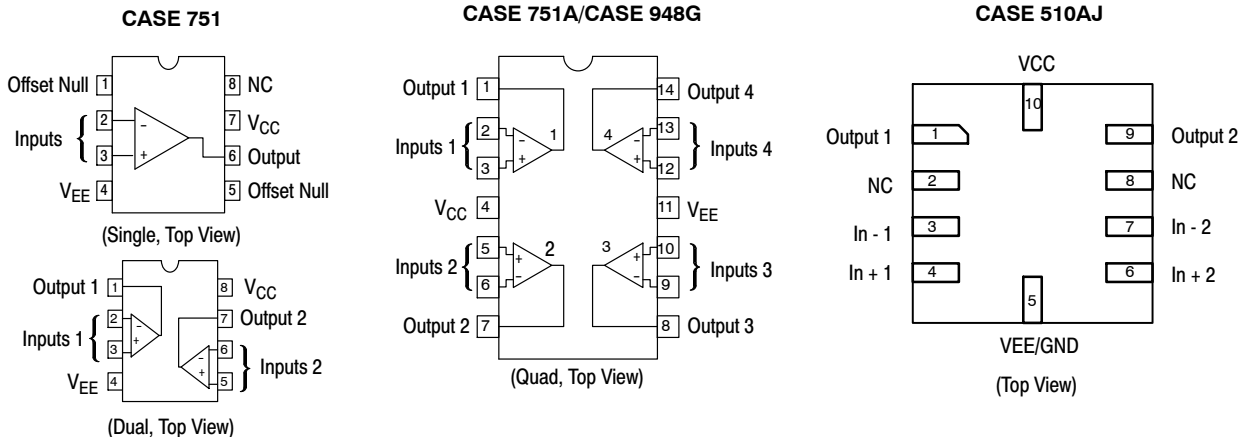 CASE 751
Offset Null 1
8 NC
2
Inputs {
−
7 VCC
3
+
6 Output
VEE 4
5 Offset Null
(Single, Top View)
Output 1 1
8 VCC
2
−
7 Output 2
Inputs 1 {
3
+
6
−
} Inputs 2
VEE 4
+
5
(Dual, Top View)
CASE 751A/CASE 948G
Output 1 1
14 Output 4
2
−
1
4
−
13
Inputs 1 {
} Inputs 4
3
+
+
12
VCC 4
11 VEE
5
+
2
3
+
10
Inputs 2 {
} Inputs 3
6
−
−
9
Output 2 7
8 Output 3
(Quad, Top View)
CASE 510AJ
VCC
10
Output 1 1
9 Output 2
NC 2
8 NC
In - 1 3
7 In - 2
In + 1 4
6 In + 2
5
VEE/GND
(Top View)